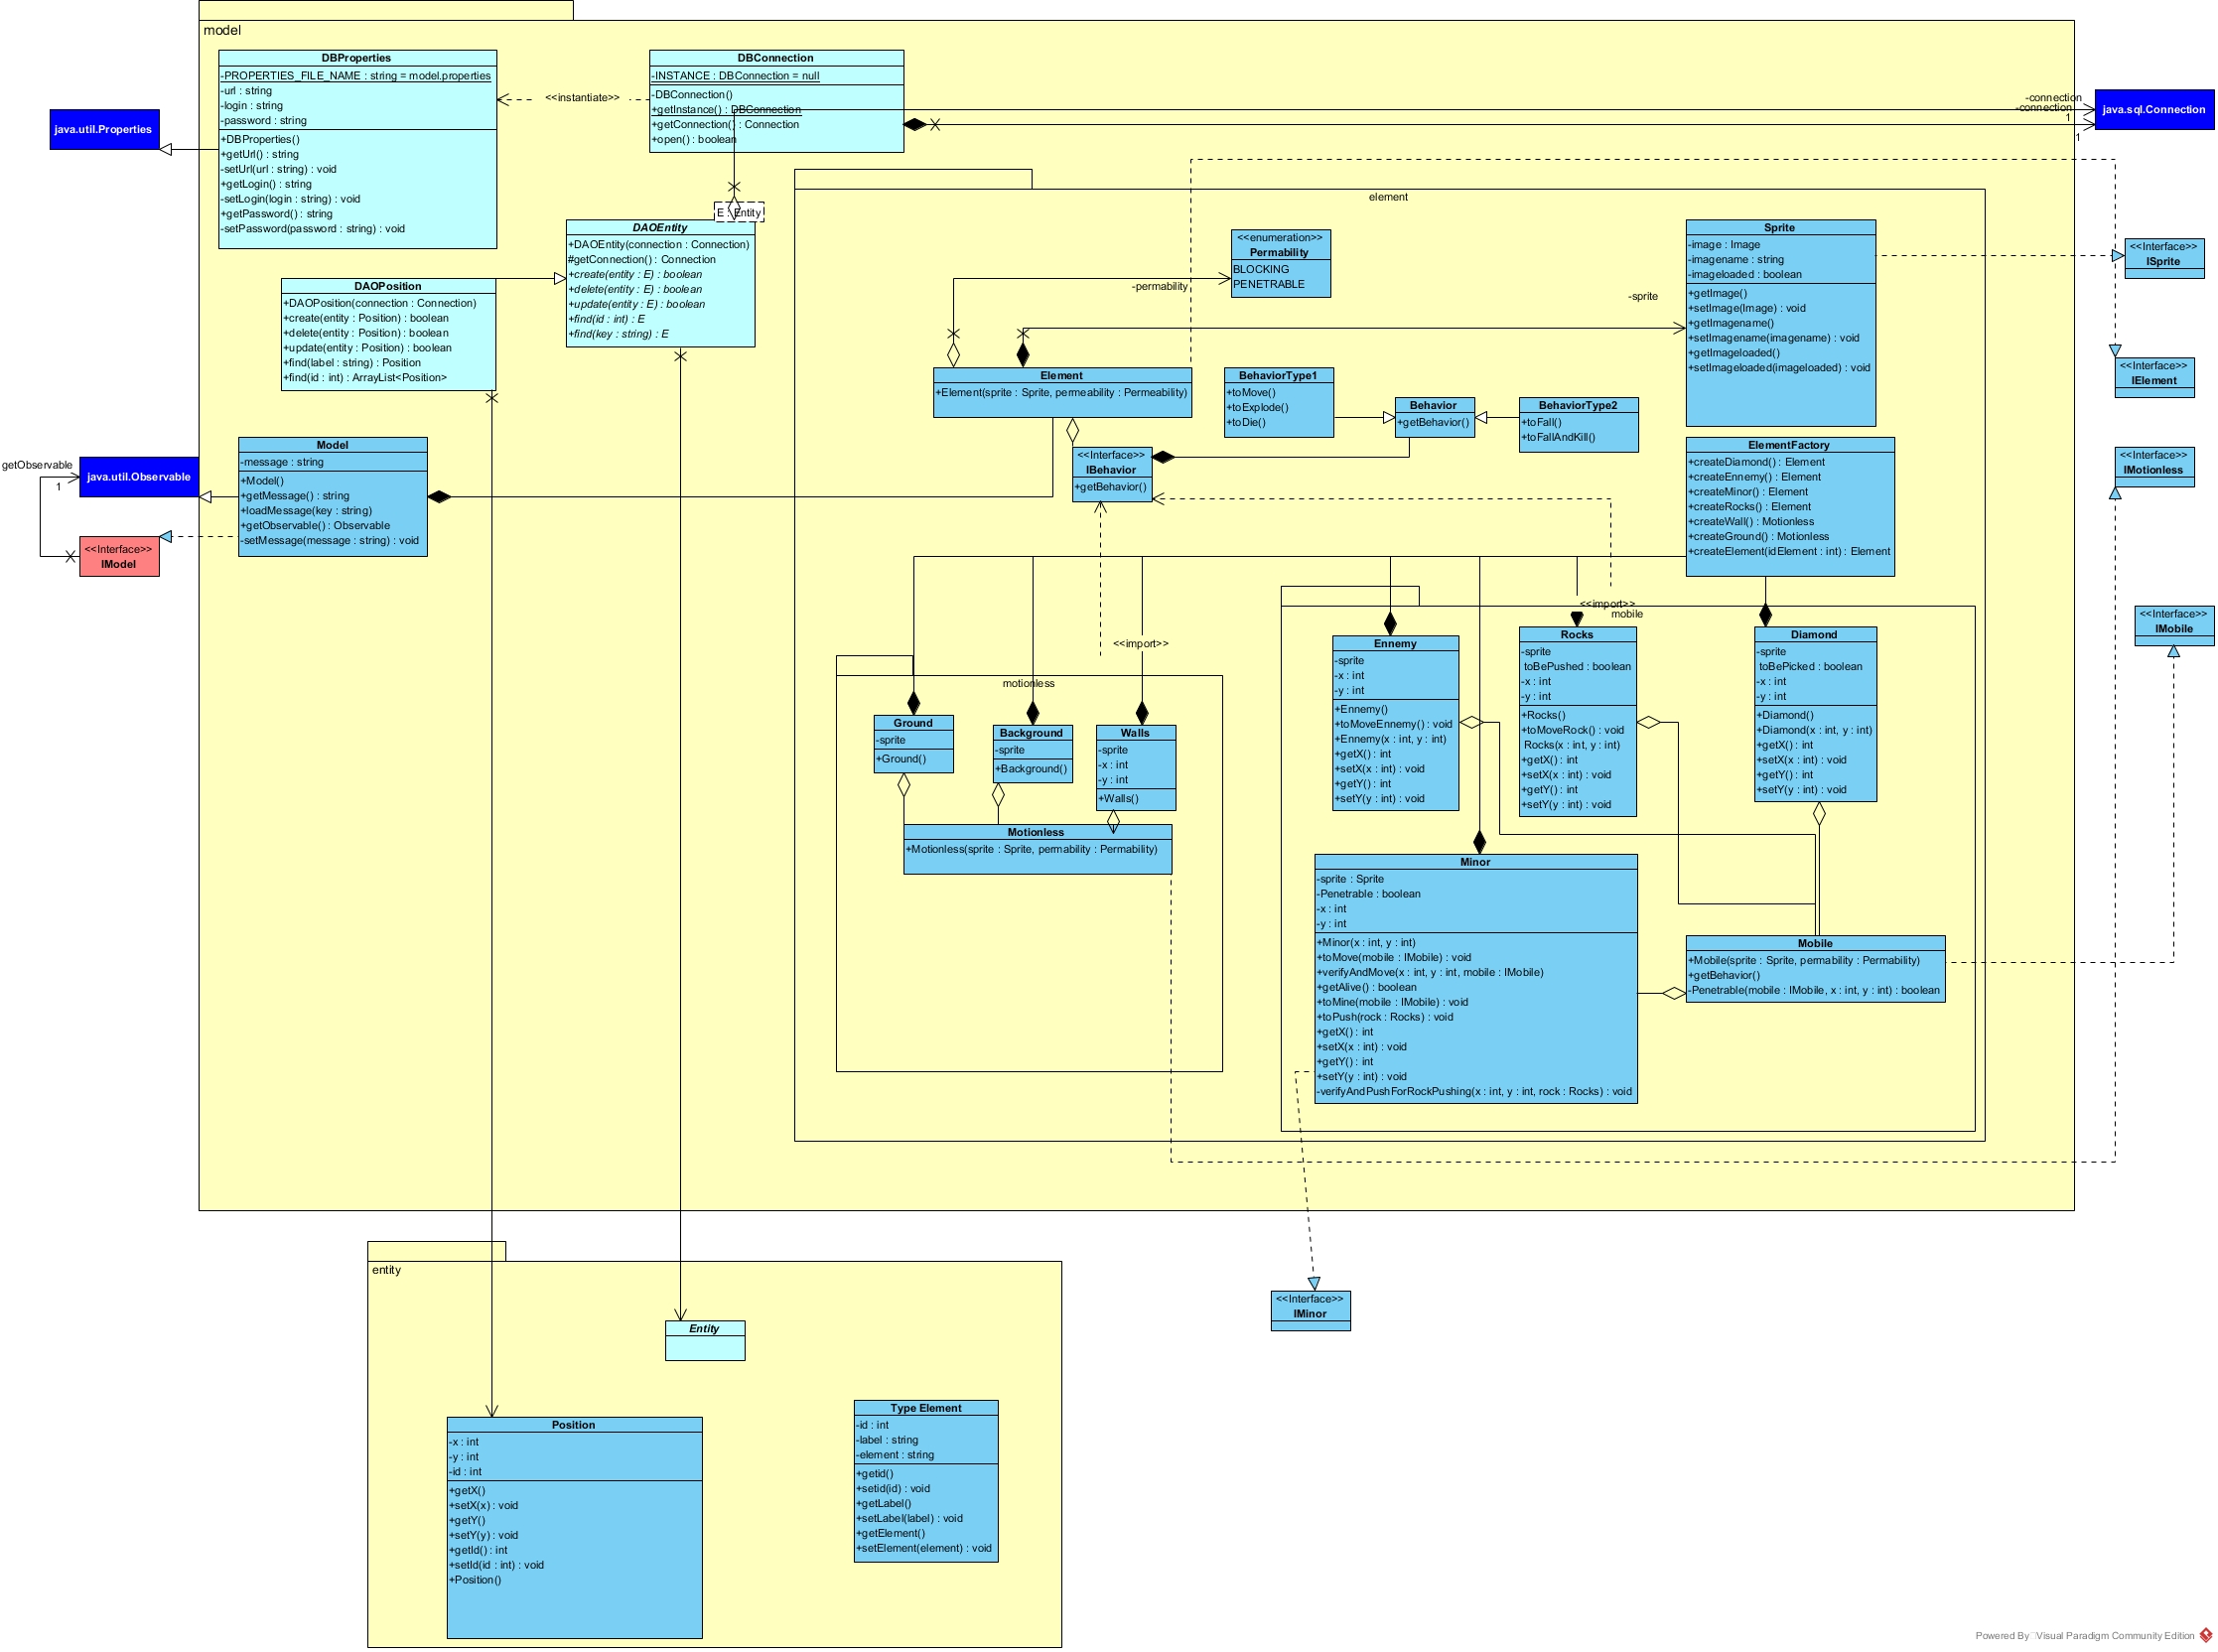 model
DBProperties
-PROPERTIES_FILE_NAME : string = model.properties
-url : string
-login : string
-password : string
+DBProperties()
+getUrl() : string
-setUrl(url : string) : void
+getLogin() : string
-setLogin(login : string) : void
+getPassword() : string
-setPassword(password : string) : void
<<instantiate>>
DBConnection
-INSTANCE : DBConnection = null
-DBConnection()
+getInstance() : DBConnection
+getConnection() : Connection
+open() : boolean
-connection
1
-connection
1
java.sql.Connection
java.util.Properties
E : Entity
DAOEntity
+DAOEntity(connection : Connection)
#getConnection() : Connection
+create(entity : E) : boolean
+delete(entity : E) : boolean
+update(entity : E) : boolean
+find(id : int) : E
+find(key : string) : E
DAOPosition
+DAOPosition(connection : Connection)
+create(entity : Position) : boolean
+delete(entity : Position) : boolean
+update(entity : Position) : boolean
+find(label : string) : Position
+find(id : int) : ArrayList<Position>
element
<<enumeration>>
Permability
BLOCKING
PENETRABLE
-permability
-sprite
Sprite
-image : Image
-imagename : string
-imageloaded : boolean
+getImage()
+setImage(Image) : void
+getImagename()
+setImagename(imagename) : void
+getImageloaded()
+setImageloaded(imageloaded) : void
<<Interface>>
ISprite
<<Interface>>
IElement
Element
+Element(sprite : Sprite, permeability : Permeability)
BehaviorType1
+toMove()
+toExplode()
+toDie()
Behavior
+getBehavior()
BehaviorType2
+toFall()
+toFallAndKill()
<<Interface>>
IBehavior
+getBehavior()
Model
-message : string
+Model()
+getMessage() : string
+loadMessage(key : string)
+getObservable() : Observable
-setMessage(message : string) : void
getObservable
1
java.util.Observable
<<Interface>>
IModel
ElementFactory
+createDiamond() : Element
+createEnnemy() : Element
+createMinor() : Element
+createRocks() : Element
+createWall() : Motionless
+createGround() : Motionless
+createElement(idElement : int) : Element
<<Interface>>
IMotionless
<<Interface>>
IMobile
<<import>>
mobile
<<import>>
motionless
Ground
-sprite
+Ground()
Background
-sprite
+Background()
Walls
-sprite
-x : int
-y : int
+Walls()
Motionless
+Motionless(sprite : Sprite, permability : Permability)
Ennemy
-sprite
-x : int
-y : int
+Ennemy()
+toMoveEnnemy() : void
+Ennemy(x : int, y : int)
+getX() : int
+setX(x : int) : void
+getY() : int
+setY(y : int) : void
Rocks
-sprite
toBePushed : boolean
-x : int
-y : int
+Rocks()
+toMoveRock() : void
Rocks(x : int, y : int)
+getX() : int
+setX(x : int) : void
+getY() : int
+setY(y : int) : void
Diamond
-sprite
toBePicked : boolean
-x : int
-y : int
+Diamond()
+Diamond(x : int, y : int)
+getX() : int
+setX(x : int) : void
+getY() : int
+setY(y : int) : void
Minor
-sprite : Sprite
-Penetrable : boolean
-x : int
-y : int
+Minor(x : int, y : int)
+toMove(mobile : IMobile) : void
+verifyAndMove(x : int, y : int, mobile : IMobile)
+getAlive() : boolean
+toMine(mobile : IMobile) : void
+toPush(rock : Rocks) : void
+getX() : int
+setX(x : int) : void
+getY() : int
+setY(y : int) : void
-verifyAndPushForRockPushing(x : int, y : int, rock : Rocks) : void
Mobile
+Mobile(sprite : Sprite, permability : Permability)
+getBehavior()
-Penetrable(mobile : IMobile, x : int, y : int) : boolean
<<Interface>>
IMinor
entity
Entity
Position
-x : int
-y : int
-id : int
+getX()
+setX(x) : void
+getY()
+setY(y) : void
+getId() : int
+setId(id : int) : void
+Position()
Type Element
-id : int
-label : string
-element : string
+getid()
+setid(id) : void
+getLabel()
+setLabel(label) : void
+getElement()
+setElement(element) : void
Powered By Visual Paradigm Community Edition